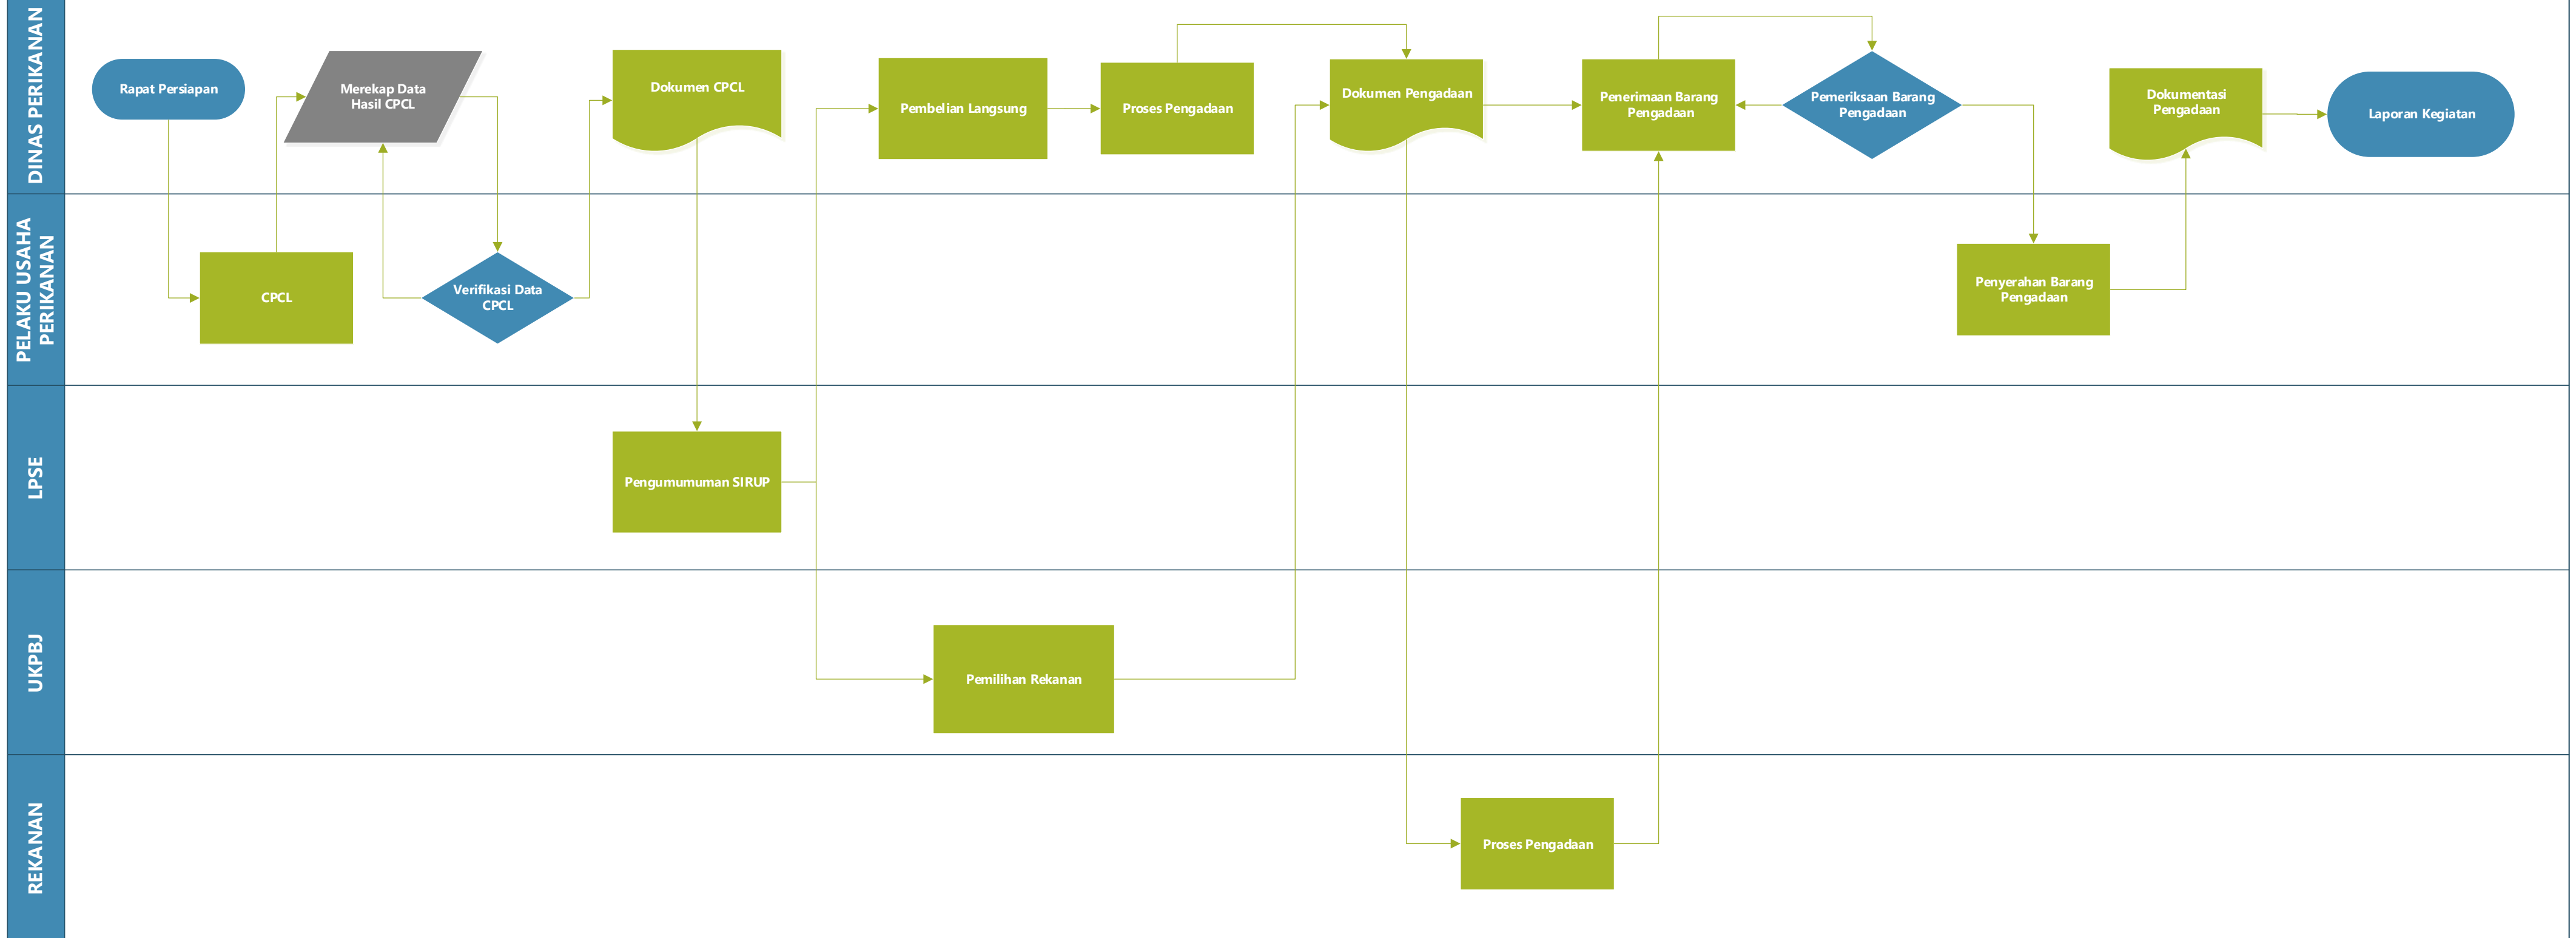 DINAS PERIKANAN
Rapat Persiapan
Merekap Data
Hasil CPCL
Dokumen CPCL
Pembelian Langsung
Proses Pengadaan
Dokumen Pengadaan
Penerimaan Barang
Pengadaan
Pemeriksaan Barang
Pengadaan
Dokumentasi
Pengadaan
Laporan Kegiatan
PELAKU USAHA
PERIKANAN
CPCL
Verifikasi Data
CPCL
Penyerahan Barang
Pengadaan
LPSE
Pengumumuman SIRUP
UKPBJ
Pemilihan Rekanan
REKANAN
Proses Pengadaan